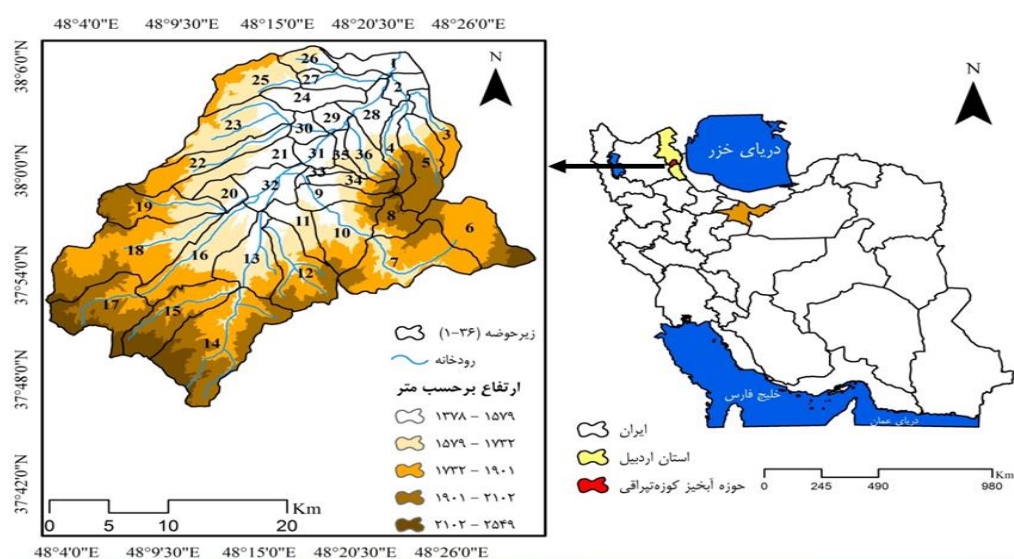 48°4'0"E 48°9'30"E 48°15'0"E 48°20'30"E 48°26'0"E
38°6'0"N
38°0'0"N
37°54'0"N
37°48'0"N
37°42'0"N
N
26
1
25
27
2
24
29
28
23
30
3
21
31
35
36
4
5
22
33
34
32
9
20
19
8
11
10
6
18
16
13
7
12
17
15
14
زیرحوضه (۳۶-۱)
رودخانه
ارتفاع برحسب متر
۱۳۷۸ - ۱۵۷۹
۱۵۷۹ - ۱۷۳۲
۱۷۳۲ - ۱۹۰۱
۱۹۰۱ - ۲۱۰۲
۲۱۰۲ - ۲۵۴۹
Km
0 5 10 20
48°4'0"E 48°9'30"E 48°15'0"E 48°20'30"E 48°26'0"E
N
دریای خزر
خلیج فارس
دریای عمان
ایران
استان اردبیل
حوزه آبخیز کوزه‌تپراقی
Km
0 245 490 980